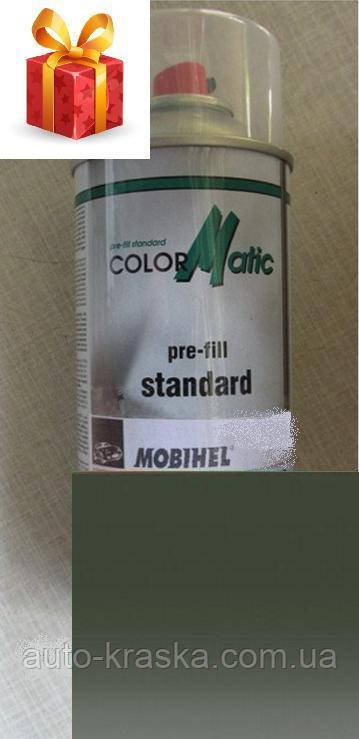 pre-fill standard
COLORMatic
pre-fill
standard
MOBIHEL®
auto-kraska.com.ua